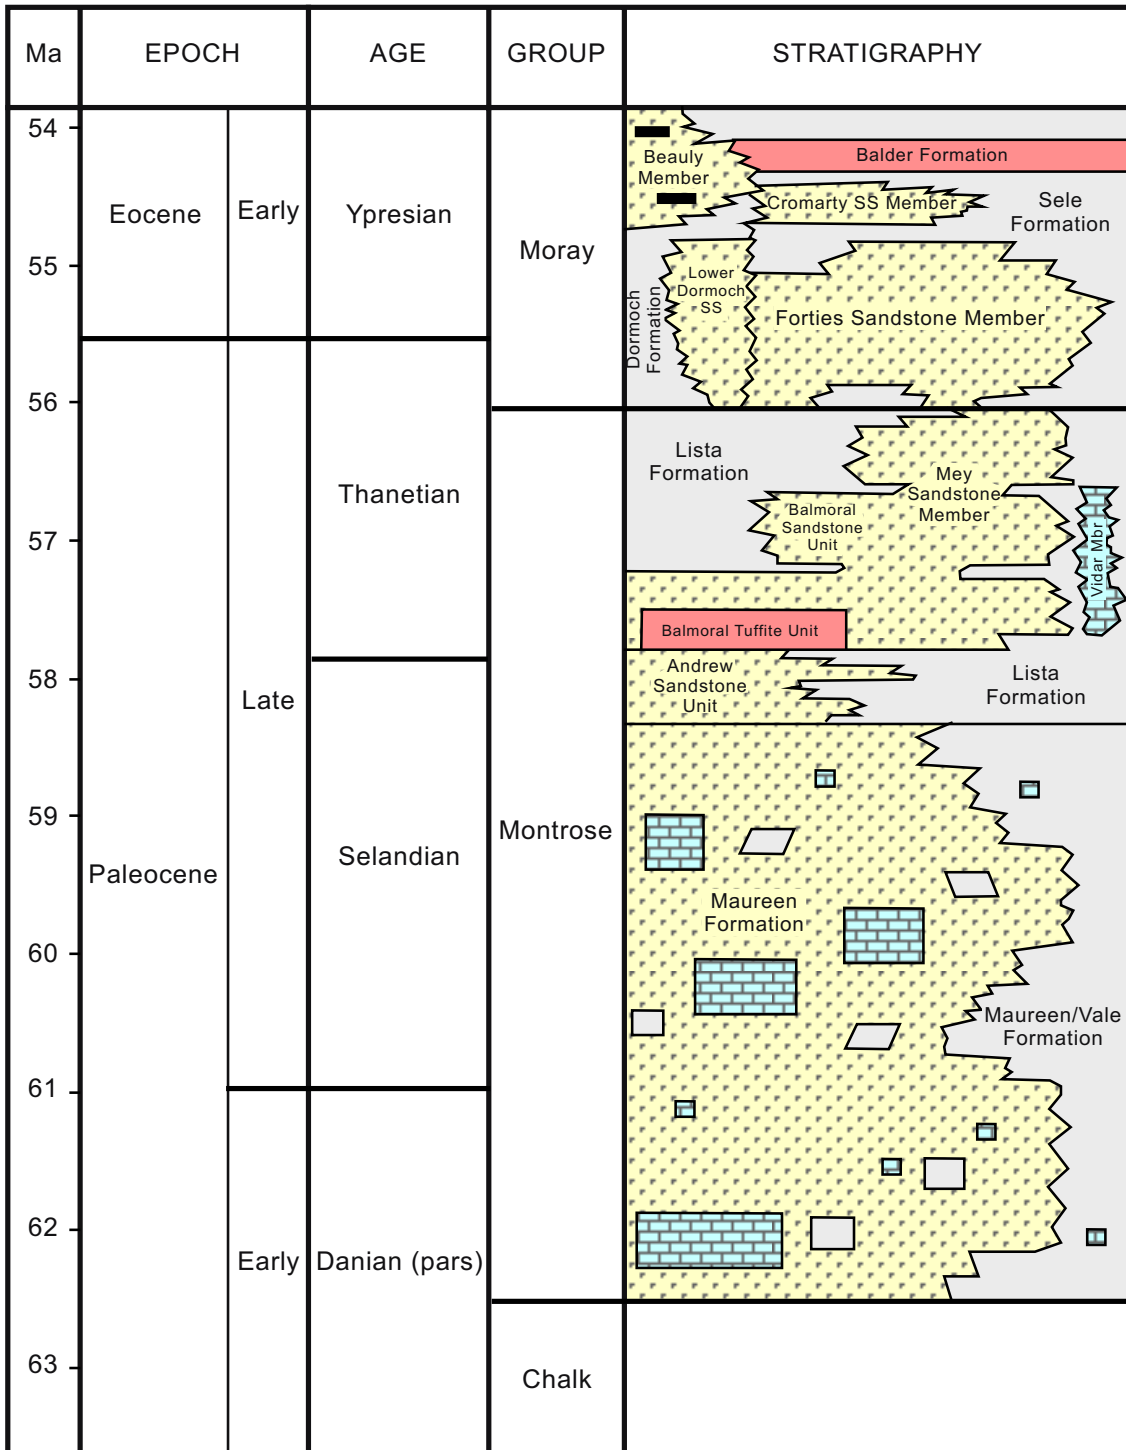 Ma
EPOCH
AGE
GROUP
STRATIGRAPHY
54
55
56
57
58
59
60
61
62
63
Eocene
Early
Ypresian
Paleocene
Late
Thanetian
Selandian
Early
Danian (pars)
Moray
Montrose
Chalk
Beauly
Member
Balder Formation
Cromarty SS Member
Sele
Formation
Lower
Dormoch
SS
Dormoch
Formation
Forties Sandstone Member
Lista
Formation
Mey
Sandstone
Member
Balmoral
Sandstone
Unit
Vidar Mbr
Balmoral Tuffite Unit
Andrew
Sandstone
Unit
Lista
Formation
Maureen
Formation
Maureen/Vale
Formation